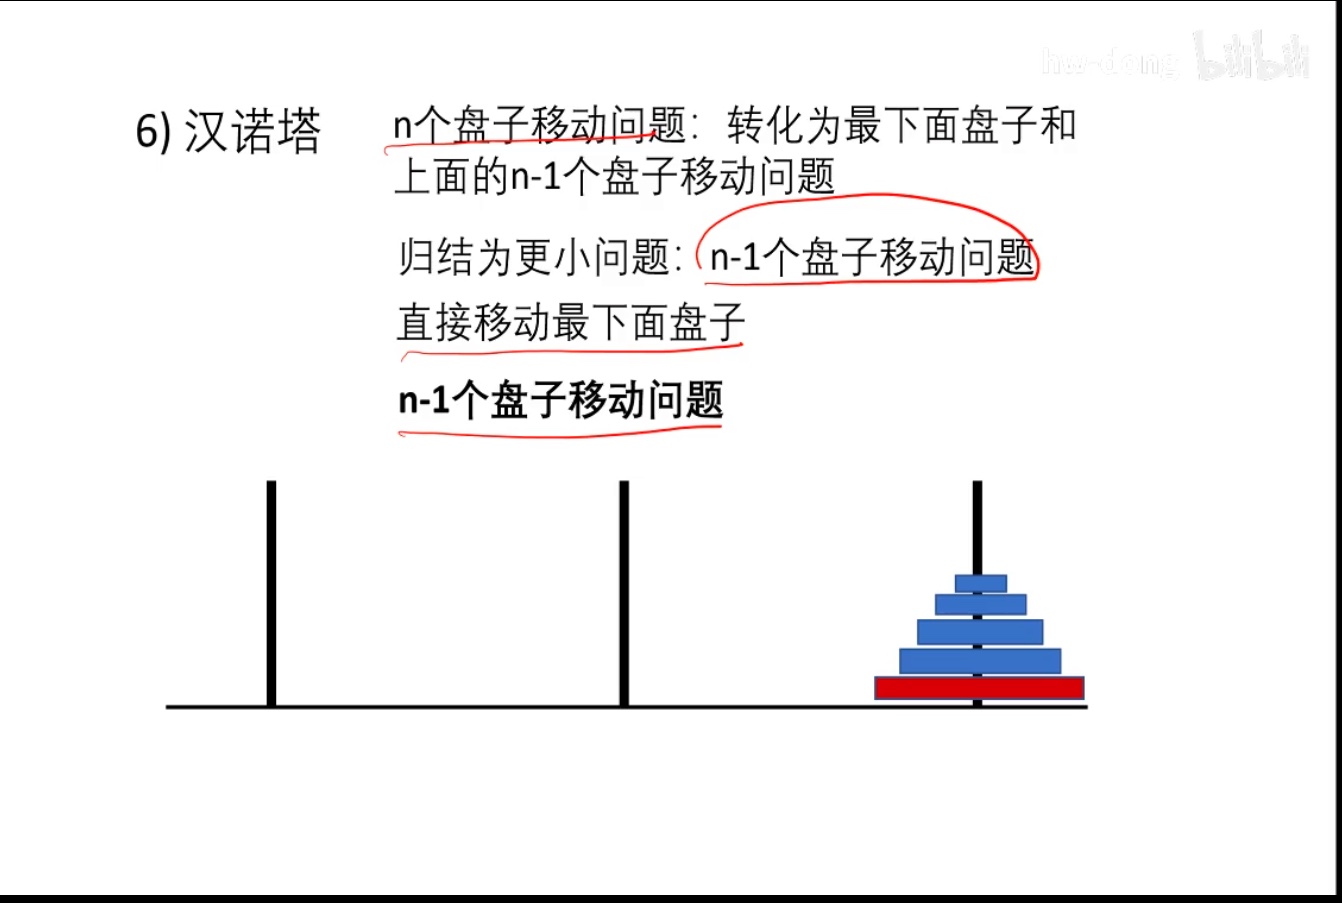 hw-dong bilibili
6) 汉诺塔
n个盘子移动问题：转化为最下面盘子和
上面的n-1个盘子移动问题
归结为更小问题：n-1个盘子移动问题
直接移动最下面盘子
n-1个盘子移动问题